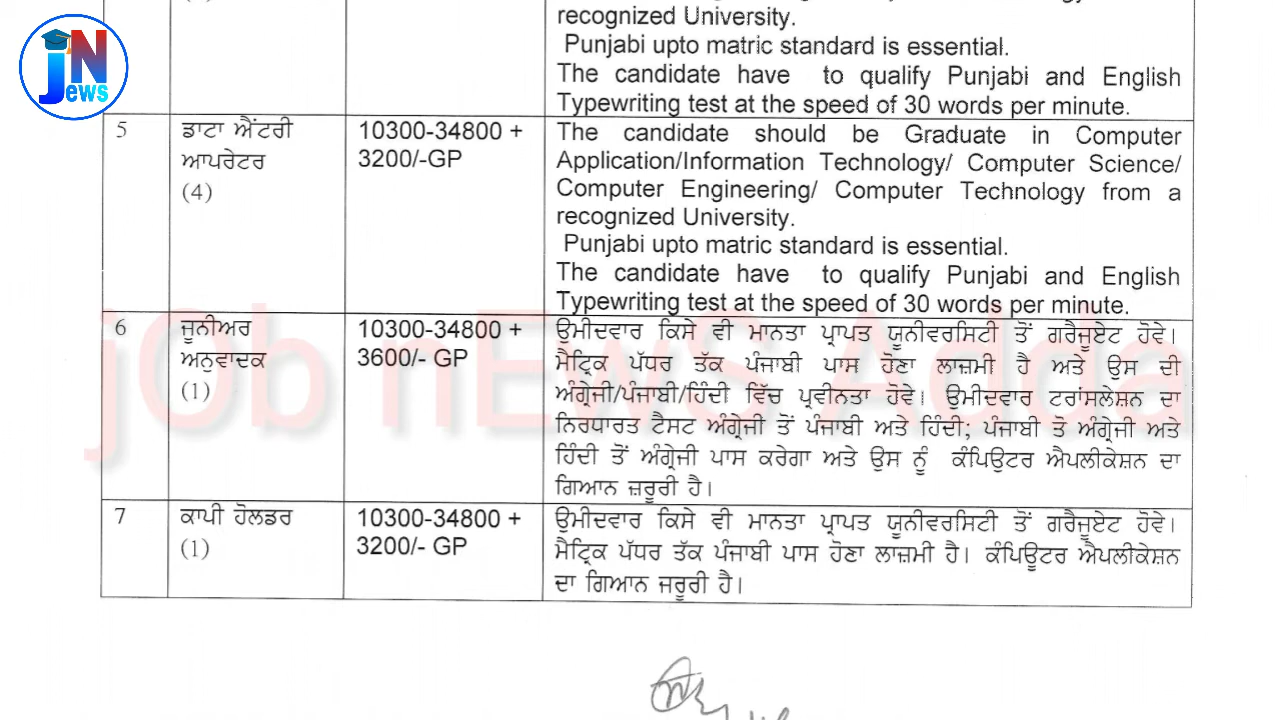 JN
ews
(4)
recognized University.
Punjabi upto matric standard is essential.
The candidate have to qualify Punjabi and English
Typewriting test at the speed of 30 words per minute.
5
ਡਾਟਾ ਐਂਟਰੀ
ਆਪਰੇਟਰ
(4)
10300-34800 +
3200/-GP
The candidate should be Graduate in Computer
Application/Information Technology/ Computer Science/
Computer Engineering/ Computer Technology from a
recognized University.
Punjabi upto matric standard is essential.
The candidate have to qualify Punjabi and English
Typewriting test at the speed of 30 words per minute.
6
ਜੂਨੀਅਰ
ਅਨੁਵਾਦਕ
(1)
10300-34800 +
3600/- GP
ਉਮੀਦਵਾਰ ਕਿਸੇ ਵੀ ਮਾਨਤਾ ਪ੍ਰਾਪਤ ਯੂਨੀਵਰਸਿਟੀ ਤੋਂ ਗਰੈਜੂਏਟ ਹੋਵੇ।
ਮੈਟ੍ਰਿਕ ਪੱਧਰ ਤੱਕ ਪੰਜਾਬੀ ਪਾਸ ਹੋਣਾ ਲਾਜ਼ਮੀ ਹੈ ਅਤੇ ਉਸ ਦੀ
ਅੰਗ੍ਰੇਜੀ/ਪੰਜਾਬੀ/ਹਿੰਦੀ ਵਿੱਚ ਪ੍ਰਵੀਨਤਾ ਹੋਵੇ। ਉਮੀਦਵਾਰ ਟਰਾਂਸਲੇਸ਼ਨ ਦਾ
ਨਿਰਧਾਰਤ ਟੈਸਟ ਅੰਗ੍ਰੇਜੀ ਤੋਂ ਪੰਜਾਬੀ ਅਤੇ ਹਿੰਦੀ; ਪੰਜਾਬੀ ਤੋ ਅੰਗ੍ਰੇਜੀ ਅਤੇ
ਹਿੰਦੀ ਤੋਂ ਅੰਗ੍ਰੇਜੀ ਪਾਸ ਕਰੇਗਾ ਅਤੇ ਉਸ ਨੂੰ ਕੰਪਿਉਟਰ ਐਪਲੀਕੇਸ਼ਨ ਦਾ
ਗਿਆਨ ਜ਼ਰੂਰੀ ਹੈ।
jOb nEwS Adda
7
ਕਾਪੀ ਹੋਲਡਰ
(1)
10300-34800 +
3200/- GP
ਉਮੀਦਵਾਰ ਕਿਸੇ ਵੀ ਮਾਨਤਾ ਪ੍ਰਾਪਤ ਯੂਨੀਵਰਸਿਟੀ ਤੋਂ ਗਰੈਜੂਏਟ ਹੋਵੇ।
ਮੈਟ੍ਰਿਕ ਪੱਧਰ ਤੱਕ ਪੰਜਾਬੀ ਪਾਸ ਹੋਣਾ ਲਾਜ਼ਮੀ ਹੈ। ਕੰਪਿਊਟਰ ਐਪਲੀਕੇਸ਼ਨ
ਦਾ ਗਿਆਨ ਜਰੂਰੀ ਹੈ।